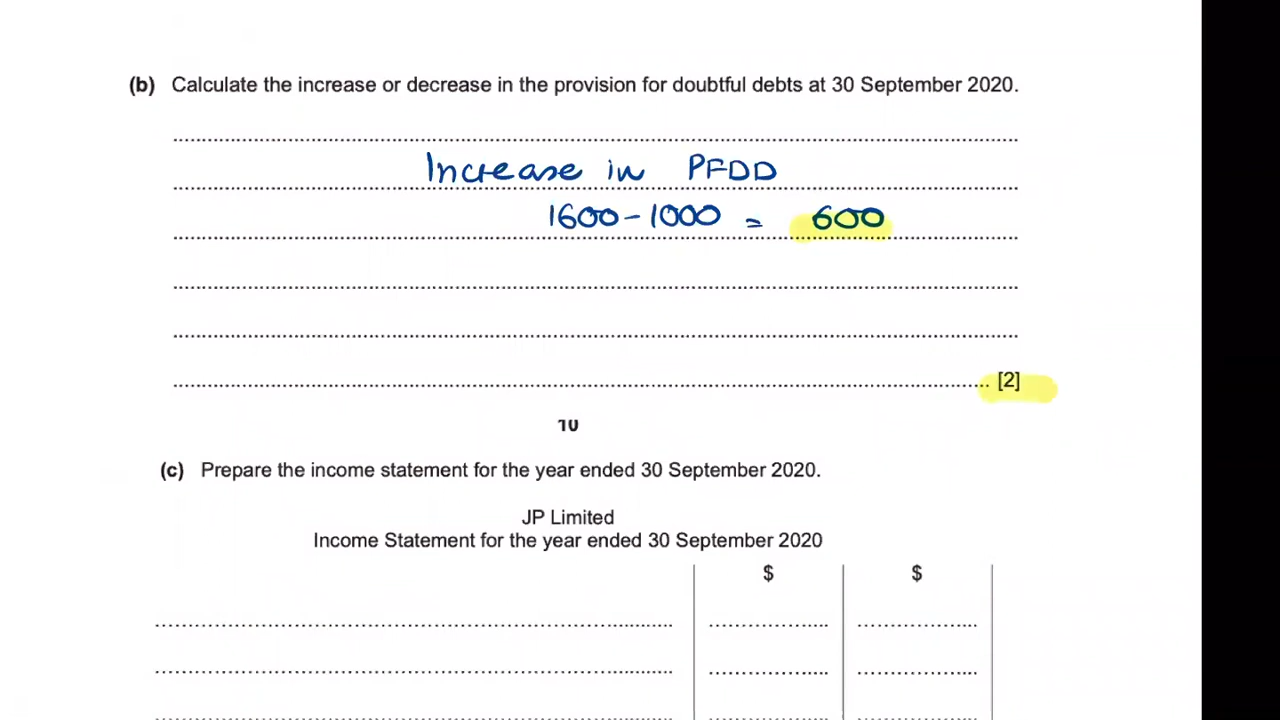 (b) Calculate the increase or decrease in the provision for doubtful debts at 30 September 2020.
Increase in PFDD
1600-1000 = 600
[2]
10
(c) Prepare the income statement for the year ended 30 September 2020.
JP Limited
Income Statement for the year ended 30 September 2020
$ $